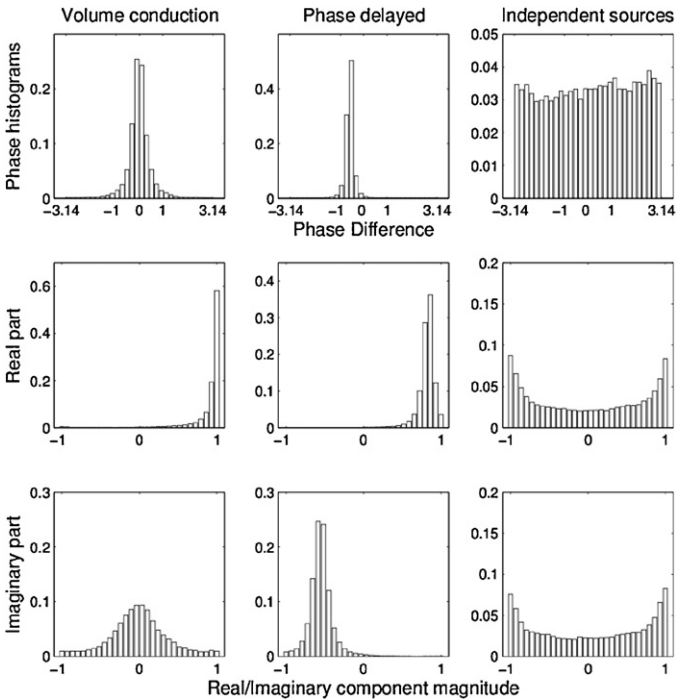 Volume conduction Phase delayed Independent sources
Phase histograms
0.2
0.1
0
-3.14 -1 0 1 3.14
0.4
0.2
0
-3.14 -1 0 1 3.14
0.05
0.04
0.03
0.02
0.01
0
-3.14 -1 0 1 3.14
Phase Difference
Real part
0.6
0.4
0.2
0
-1 0 1
0.4
0.3
0.2
0.1
0
-1 0 1
0.2
0.15
0.1
0.05
0
-1 0 1
Imaginary part
0.3
0.2
0.1
0
-1 0 1
0.3
0.2
0.1
0
-1 0 1
0.2
0.15
0.1
0.05
0
-1 0 1
Real/Imaginary component magnitude